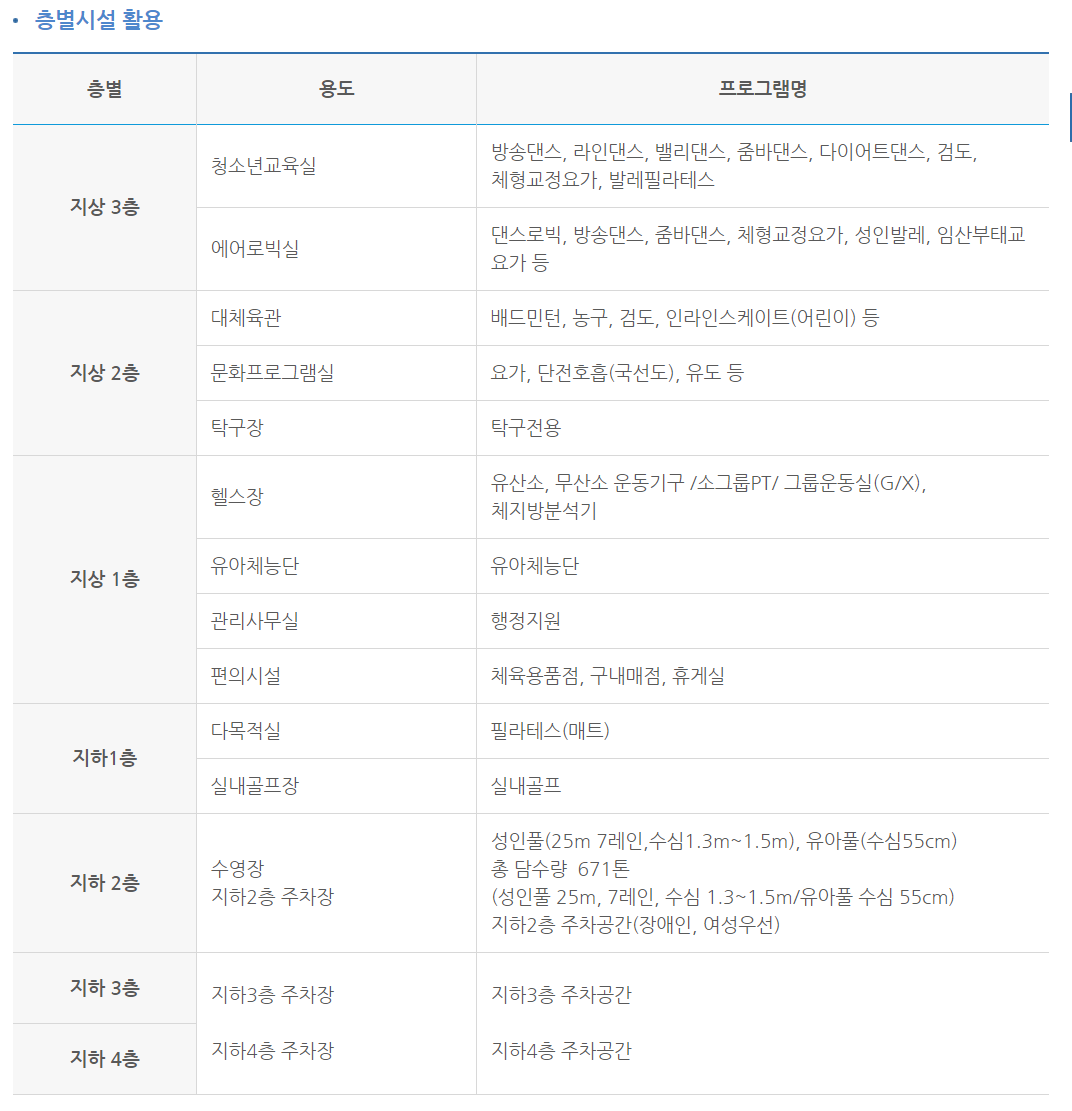 • 층별시설 활용
층별 용도 프로그램명
지상 3층
청소년교육실
방송댄스, 라인댄스, 밸리댄스, 줌바댄스, 다이어트댄스, 검도,
체형교정요가, 발레필라테스
에어로빅실
댄스로빅, 방송댄스, 줌바댄스, 체형교정요가, 성인발레, 임산부태교
요가 등
지상 2층
대체육관
배드민턴, 농구, 검도, 인라인스케이트(어린이) 등
문화프로그램실
요가, 단전호흡(국선도), 유도 등
탁구장
탁구전용
지상 1층
헬스장
유산소, 무산소 운동기구 /소그룹PT/ 그룹운동실(G/X),
체지방분석기
유아체능단
유아체능단
관리사무실
행정지원
편의시설
체육용품점, 구내매점, 휴게실
지하1층
다목적실
필라테스(매트)
실내골프장
실내골프
지하 2층
수영장
지하2층 주차장
성인풀(25m 7레인,수심1.3m~1.5m), 유아풀(수심55cm)
총 담수량  671톤
(성인풀 25m, 7레인, 수심 1.3~1.5m/유아풀 수심 55cm)
지하2층 주차공간(장애인, 여성우선)
지하 3층
지하3층 주차장
지하3층 주차공간
지하 4층
지하4층 주차장
지하4층 주차공간